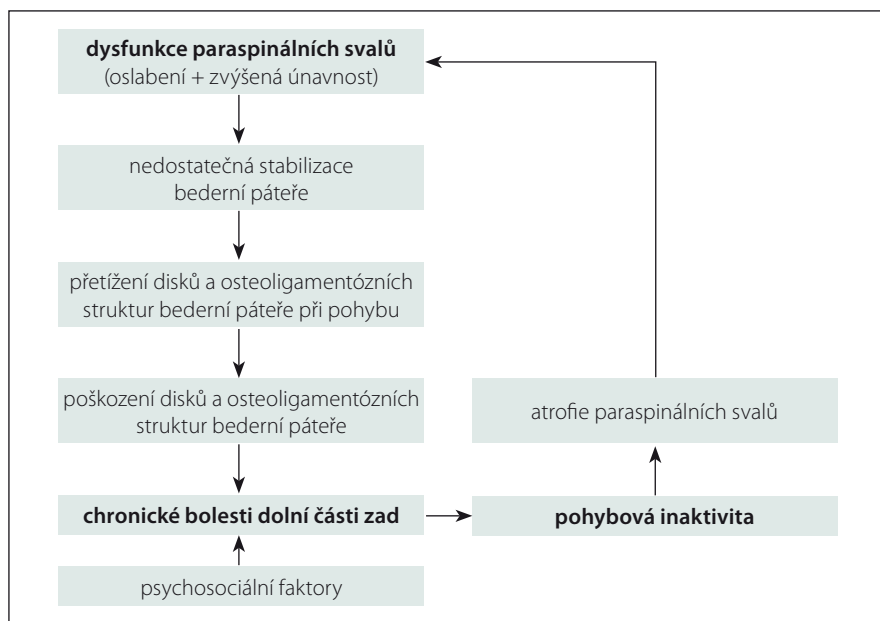 dysfunkce paraspinálních svalů
(oslabení + zvýšená únavnost)
nedostatečná stabilizace
bederní páteře
přetížení disků a osteoligamentózních
struktur bederní páteře při pohybu
poškození disků a osteoligamentózních
struktur bederní páteře
atrofie paraspinálních svalů
chronické bolesti dolní části zad
pohybová inaktivita
psychosociální faktory